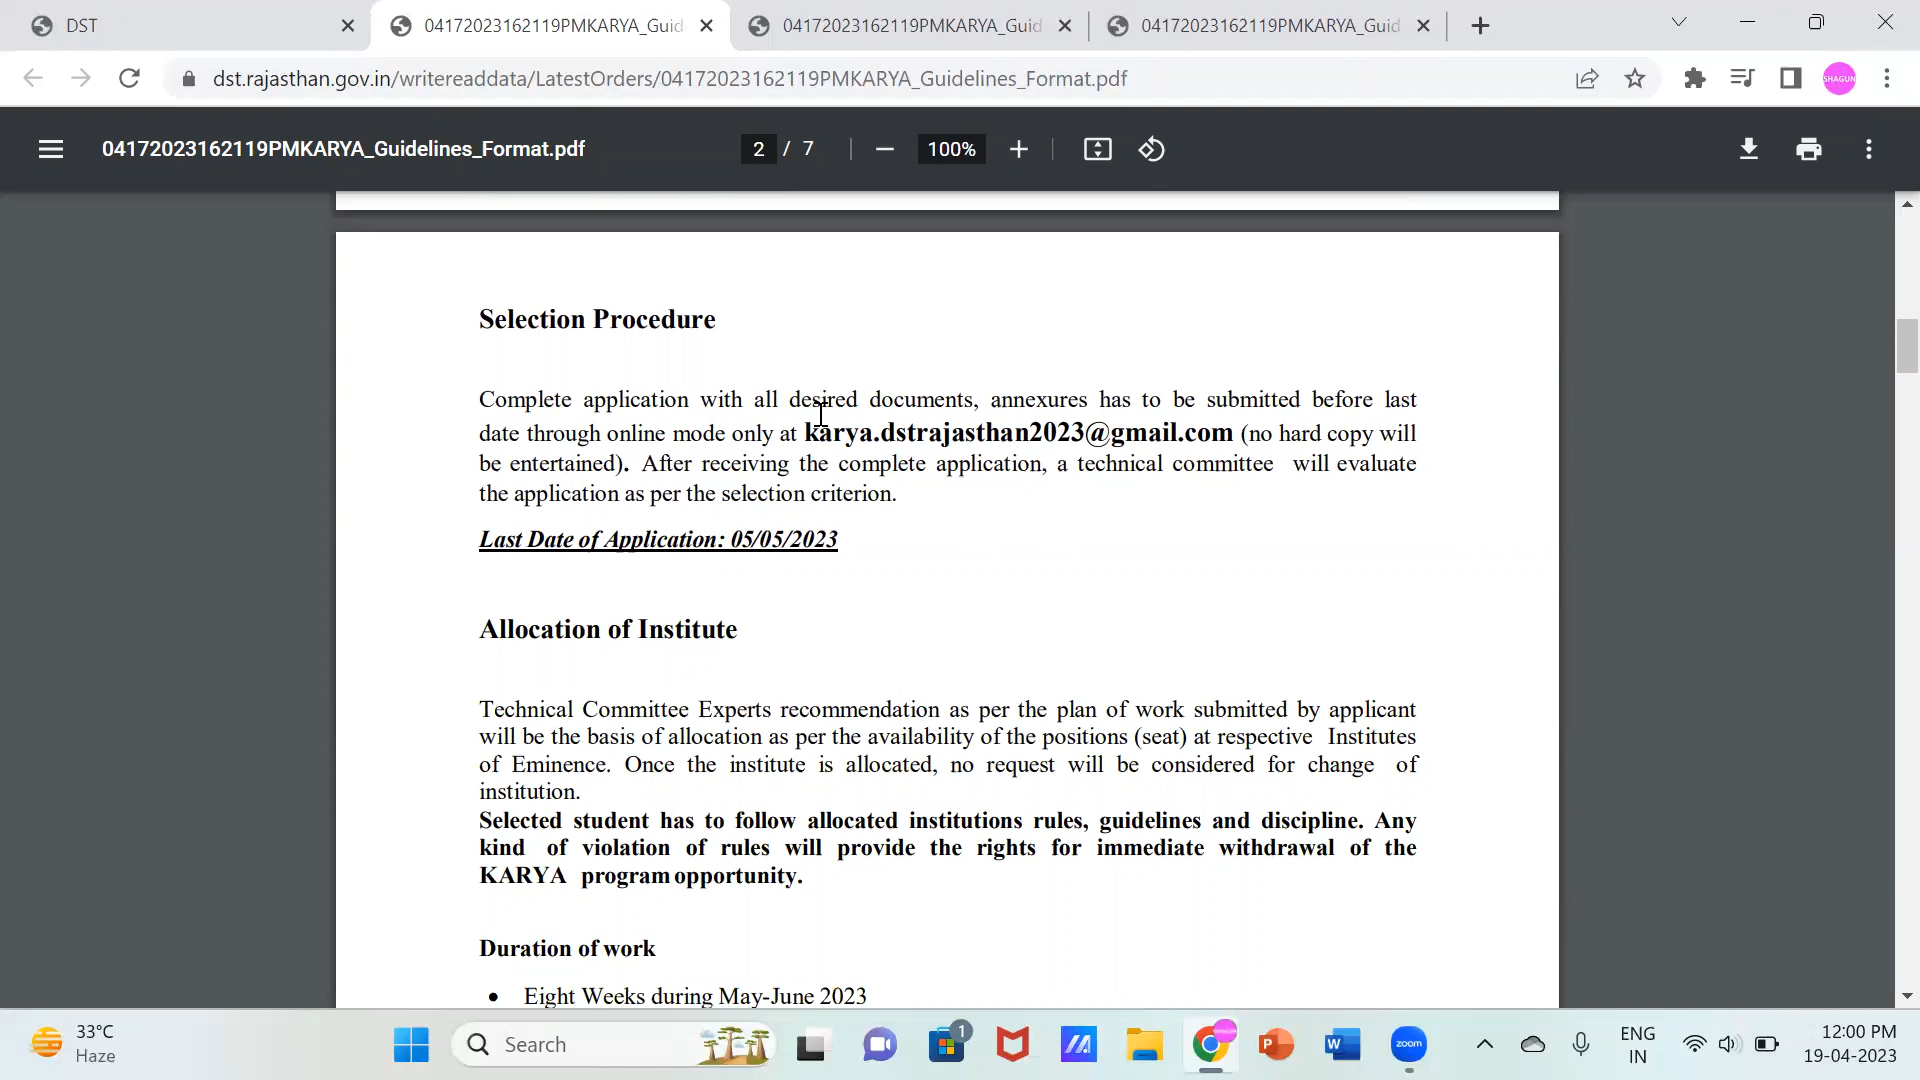 DST
04172023162119PMKARYA_Guid
04172023162119PMKARYA_Guid
04172023162119PMKARYA_Guid
dst.rajasthan.gov.in/writereaddata/LatestOrders/04172023162119PMKARYA_Guidelines_Format.pdf
SHAGUN
04172023162119PMKARYA_Guidelines_Format.pdf
2 / 7
100%
Selection Procedure
Complete application with all desired documents, annexures has to be submitted before last
date through online mode only at karya.dstrajasthan2023@gmail.com (no hard copy will
be entertained). After receiving the complete application, a technical committee will evaluate
the application as per the selection criterion.
Last Date of Application: 05/05/2023
Allocation of Institute
Technical Committee Experts recommendation as per the plan of work submitted by applicant
will be the basis of allocation as per the availability of the positions (seat) at respective Institutes
of Eminence. Once the institute is allocated, no request will be considered for change of
institution.
Selected student has to follow allocated institutions rules, guidelines and discipline. Any
kind of violation of rules will provide the rights for immediate withdrawal of the
KARYA program opportunity.
Duration of work
• Eight Weeks during May-June 2023
33°C
Haze
Search
1
P
W
zoom
ENG
IN
12:00 PM
19-04-2023